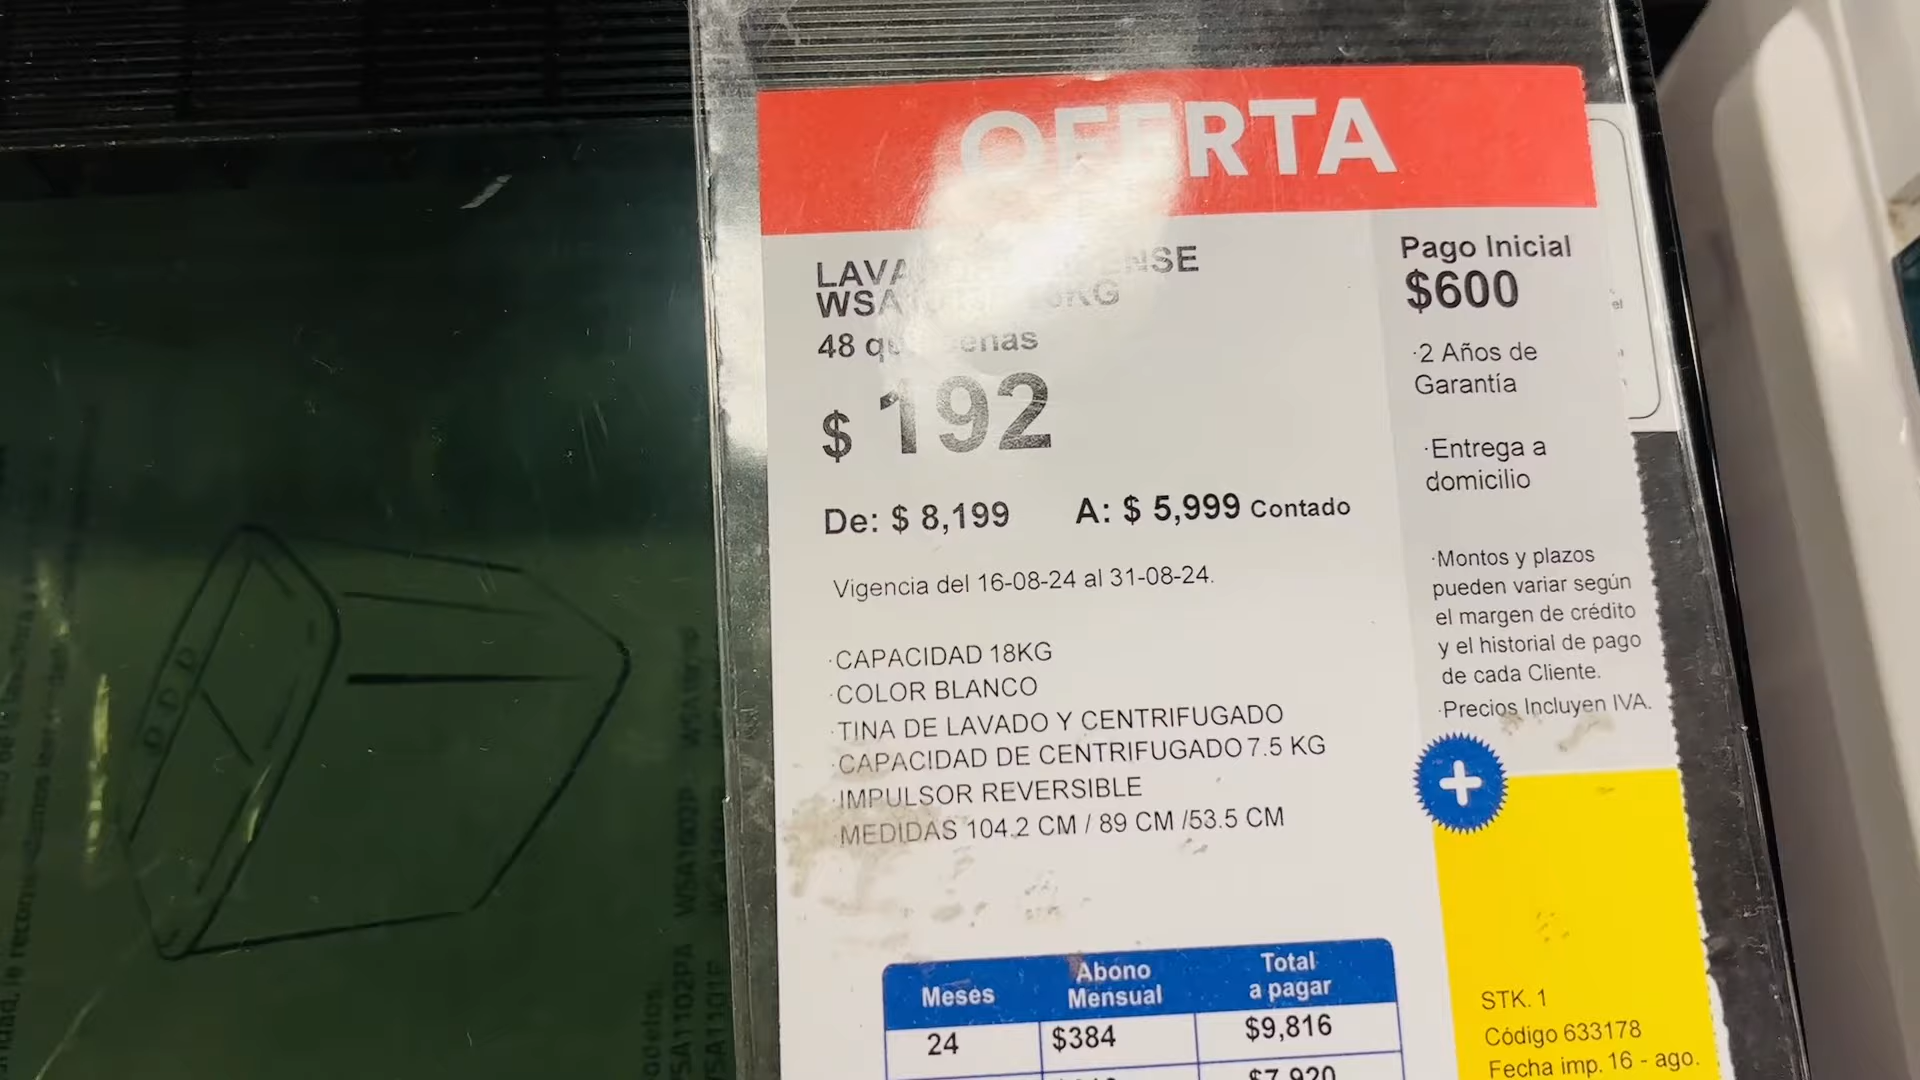 OFERTA
48
$ 192
De: $ 8,199 A: $ 5,999 Contado
Vigencia del 16-08-24 al 31-08-24.
·CAPACIDAD 18KG
·COLOR BLANCO
·TINA DE LAVADO Y CENTRIFUGADO
·CAPACIDAD DE CENTRIFUGADO 7.5 KG
·IMPULSOR REVERSIBLE
·MEDIDAS 104.2 CM / 89 CM /53.5 CM
Meses Abono Mensual Total a pagar
24 $384 $9,816
$7,920
Pago Inicial
$600
·2 Años de
Garantía
·Entrega a
domicilio
·Montos y plazos
pueden variar según
el margen de crédito
y el historial de pago
de cada Cliente.
·Precios Incluyen IVA.
+
STK. 1
Código 633178
Fecha imp. 16 - ago.
WSA1102PA WSA1602P